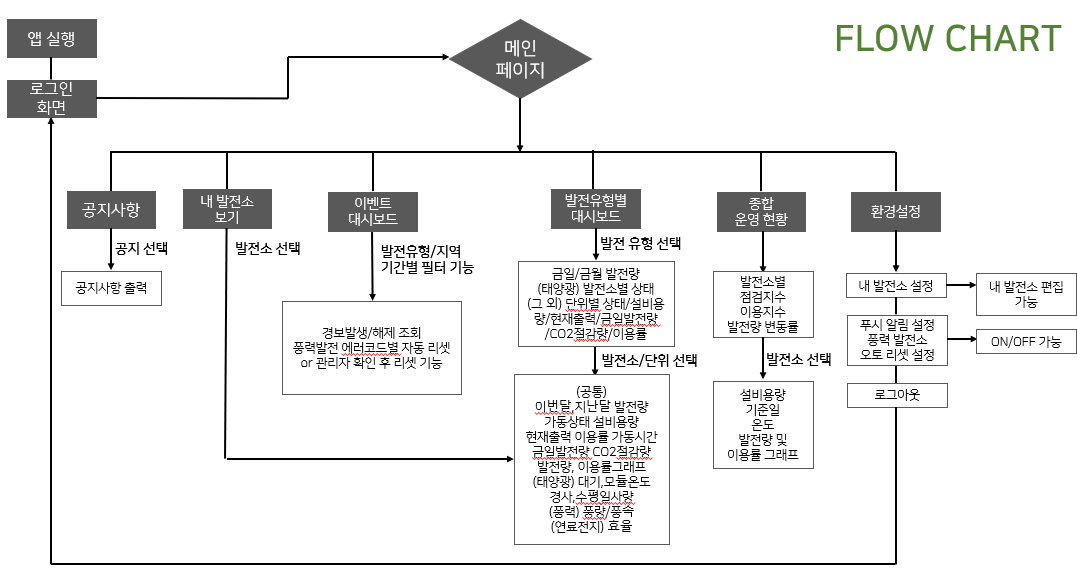 FLOW CHART
앱 실행
로그인
화면
메인
페이지
공지사항
공지 선택
공지사항 출력
내 발전소
보기
발전소 선택
이벤트
대시보드
발전유형/지역
기간별 필터 기능
경보발생/해제 조회
풍력발전 에러코드별 자동 리셋
or 관리자 확인 후 리셋 기능
발전유형별
대시보드
발전 유형 선택
금일/금월 발전량
(태양광) 발전소별 상태
(그 외) 단위별 상태/설비용
량/현재출력/금일발전량
/CO2절감량/이용률
발전소/단위 선택
(공통)
이번달,지난달 발전량
가동상태 설비용량
현재출력 이용률 가동시간
금일발전량 CO2절감량
발전량, 이용률그래프
(태양광) 대기,모듈온도
경사,수평일사량
(풍력) 풍량/풍속
(연료전지) 효율
종합
운영 현황
발전소별
점검지수
이용지수
발전량 변동률
발전소 선택
설비용량
기준일
온도
발전량 및
이용률 그래프
환경설정
내 발전소 설정
내 발전소 편집
가능
푸시 알림 설정
풍력 발전소
오토 리셋 설정
ON/OFF 가능
로그아웃